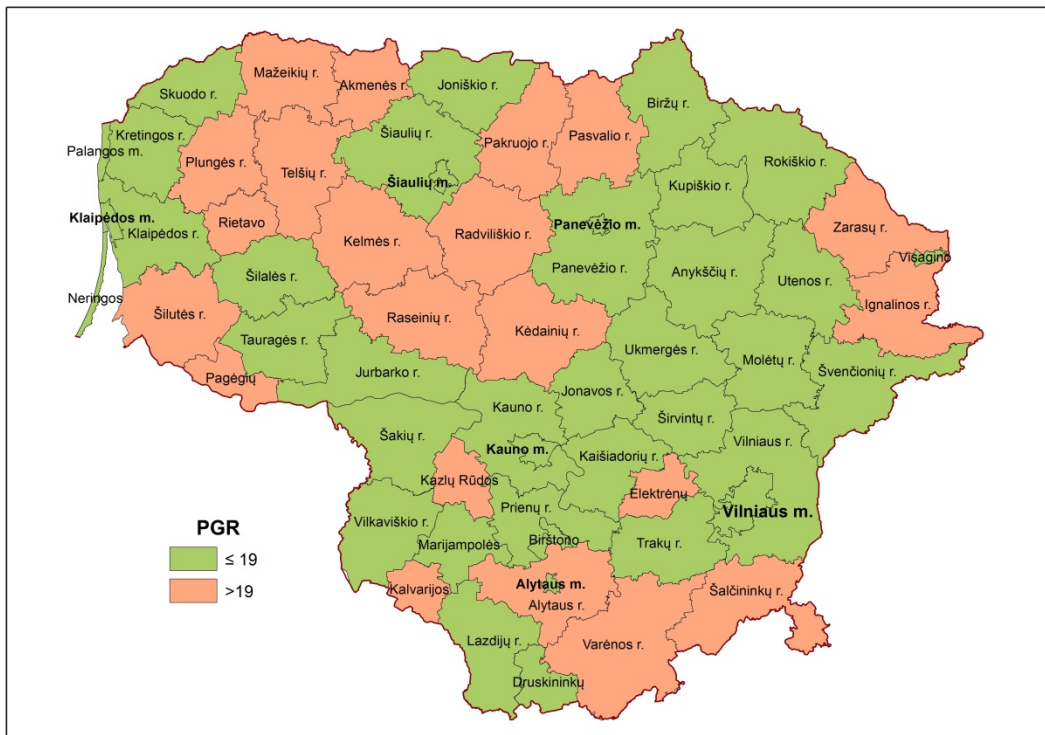 Mažeikių r.
Akmenės r.
Joniškio r.
Skuodo r.
Biržų r.
Kretingos r.
Šiaulių r.
Pakruojo r.
Pasvalio r.
Palangos m.
Plungės r.
Telšių r.
Rokiškio r.
Šiaulių m.
Kupiškio r.
Klaipėdos m.
Rietavo
Panevėžio m.
Klaipėdos r.
Kelmės r.
Radviliškio r.
Zarasų r.
Visagino
Šilalės r.
Panevėžio r.
Anykščių r.
Utenos r.
Neringos
Šilutės r.
Raseinių r.
Kėdainių r.
Ignalinos r.
Tauragės r.
Ukmergės r.
Molėtų r.
Pagėgių
Jurbarko r.
Jonavos r.
Švenčionių r.
Kauno r.
Širvintų r.
Šakių r.
Vilniaus r.
Kauno m.
Kaišiadorių r.
Kazlų Rūdos
Elektrėnų
Prienų r.
Vilniaus m.
Vilkaviškio r.
Marijampolės
Birštono
Trakų r.
Kalvarijos
Alytaus m.
Šalčininkų r.
Alytaus r.
Lazdijų r.
Varėnos r.
Druskininkų
PGR
≤ 19
>19